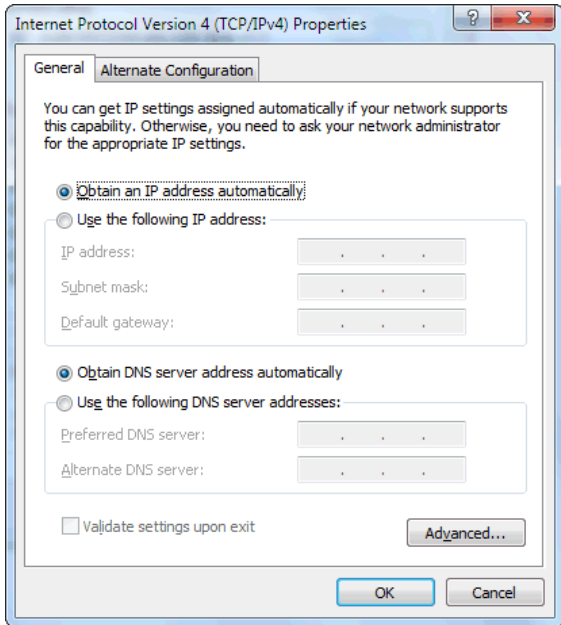 Internet Protocol Version 4 (TCP/IPv4) Properties
General
Alternate Configuration
You can get IP settings assigned automatically if your network supports
this capability. Otherwise, you need to ask your network administrator
for the appropriate IP settings.
Obtain an IP address automatically
Use the following IP address:
IP address:
Subnet mask:
Default gateway:
Obtain DNS server address automatically
Use the following DNS server addresses:
Preferred DNS server:
Alternate DNS server:
Validate settings upon exit
Advanced...
OK
Cancel